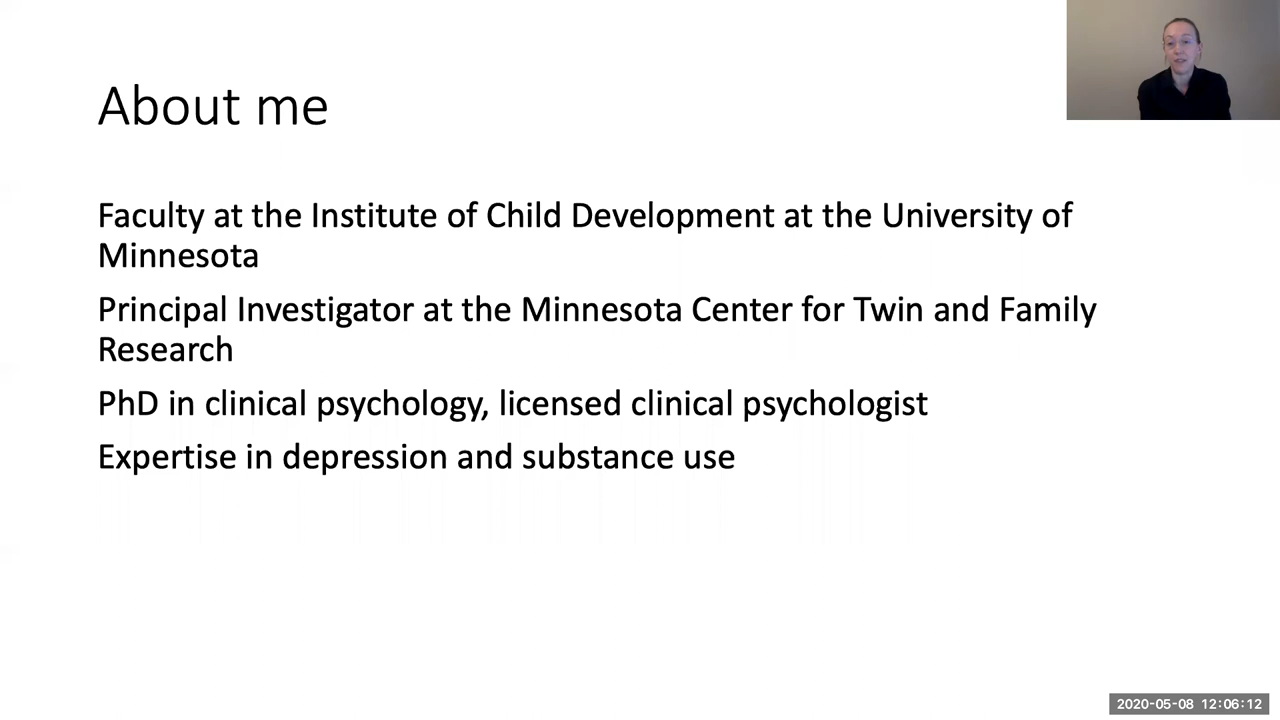 About me
Faculty at the Institute of Child Development at the University of
Minnesota
Principal Investigator at the Minnesota Center for Twin and Family
Research
PhD in clinical psychology, licensed clinical psychologist
Expertise in depression and substance use
2020-05-08 12:06:12